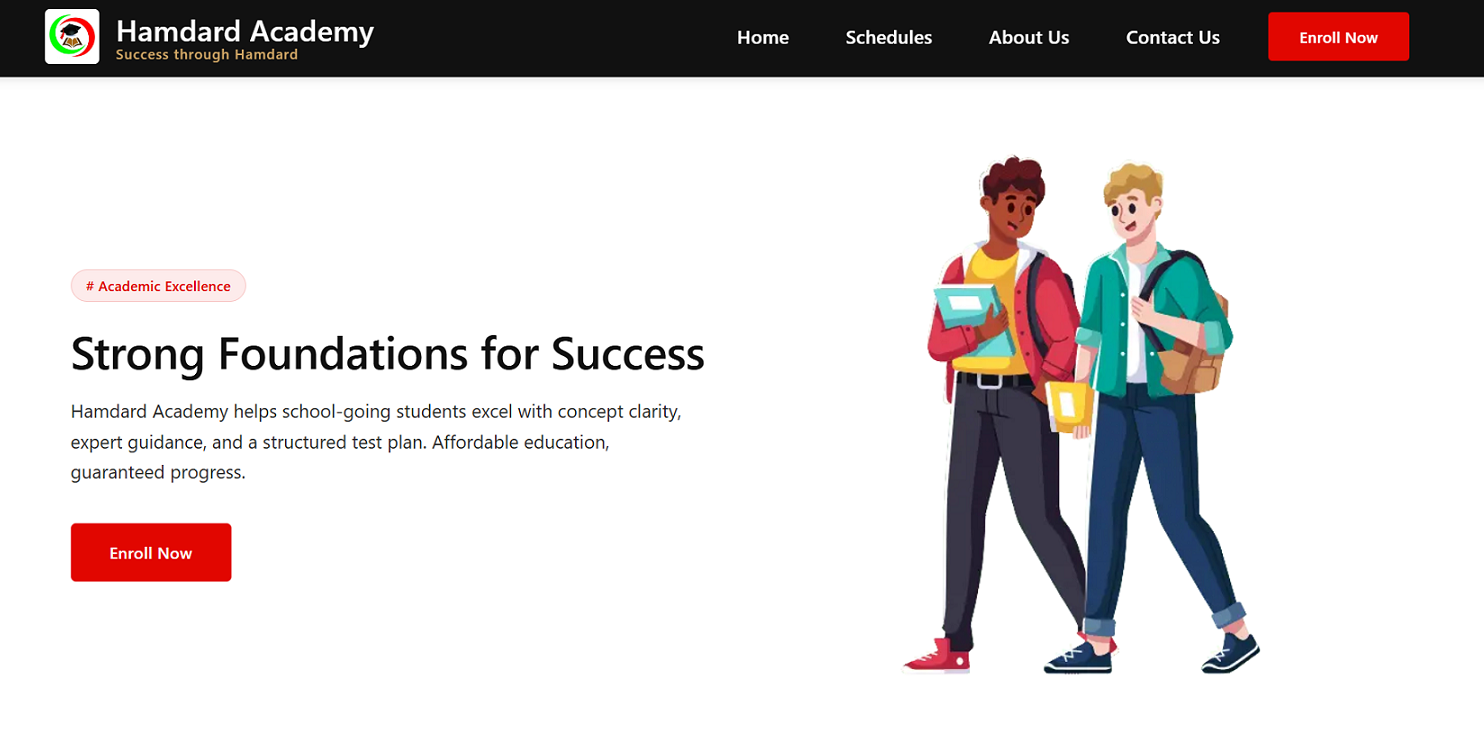 Hamdard Academy
Success through Hamdard
Home
Schedules
About Us
Contact Us
Enroll Now
# Academic Excellence
Strong Foundations for Success
Hamdard Academy helps school-going students excel with concept clarity,
expert guidance, and a structured test plan. Affordable education,
guaranteed progress.
Enroll Now